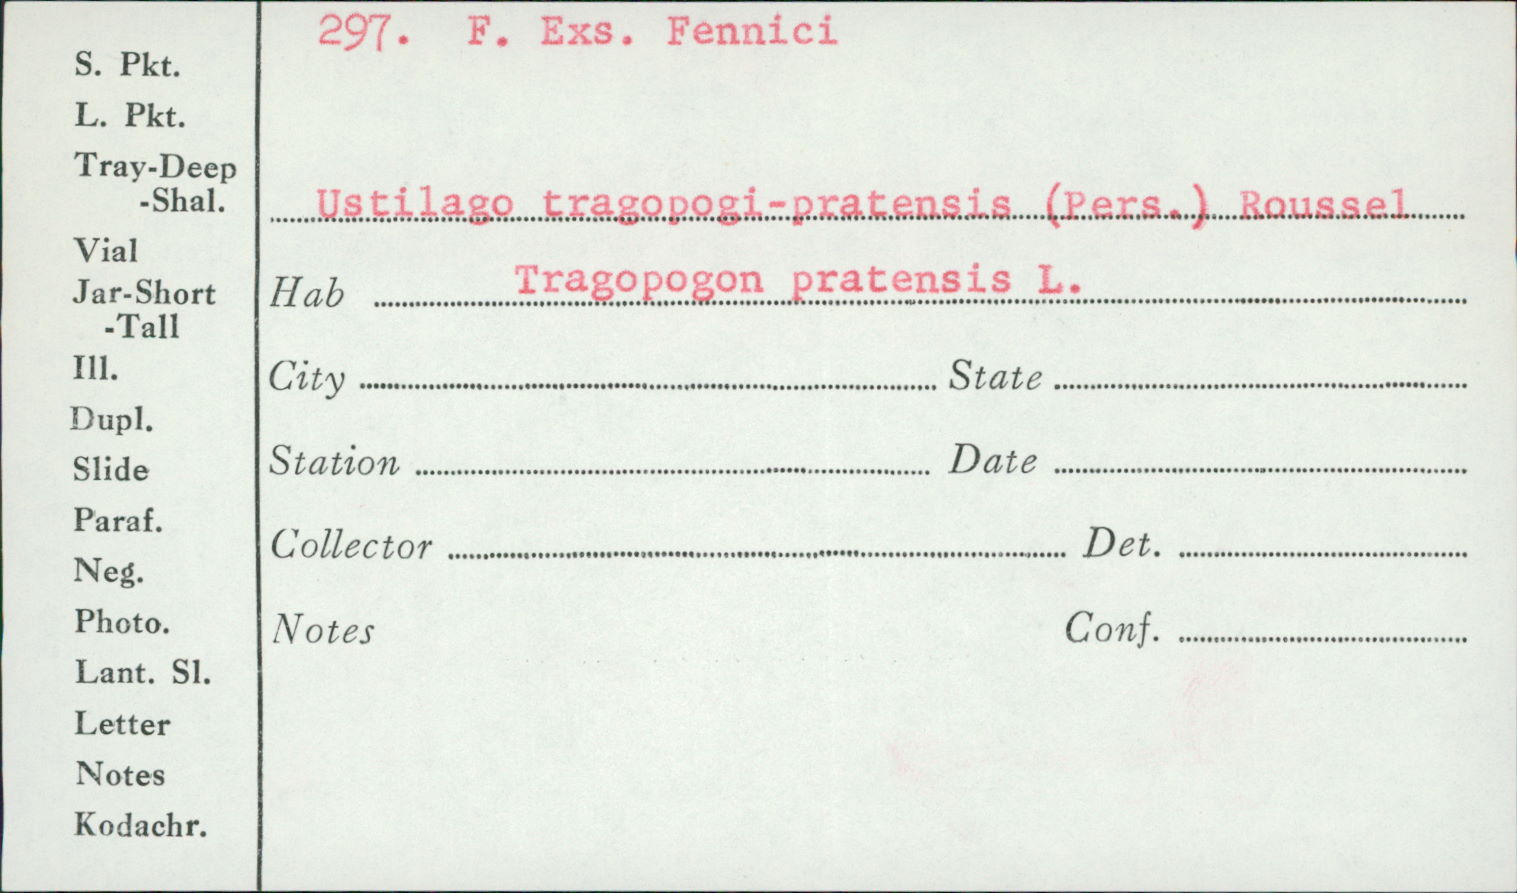 297. F. Exs. Fennici
S. Pkt.
L. Pkt.
Tray-Deep
-Shal.
Ustilago tragopogi-pratensis (Pers.) Roussel
Vial
Hab Tragopogon pratensis L.
Jar-Short
-Tall
Ill.
City State
Dupl.
Slide
Station Date
Paraf.
Collector Det.
Neg.
Photo.
Notes Conf.
Lant. Sl.
Letter
Notes
Kodachr.